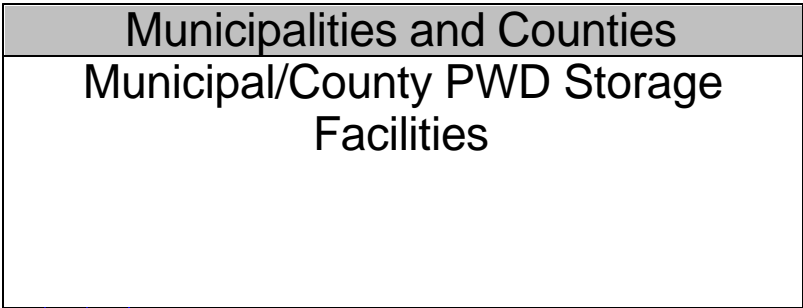 Municipalities and Counties
Municipal/County PWD Storage
Facilities